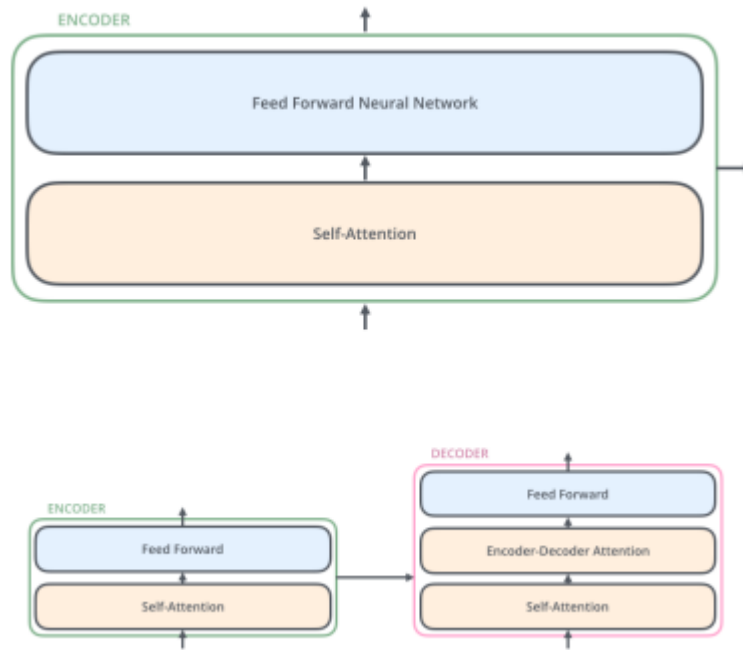 ENCODER
Feed Forward Neural Network
Self-Attention
ENCODER
Feed Forward
Self-Attention
DECODER
Feed Forward
Encoder-Decoder Attention
Self-Attention